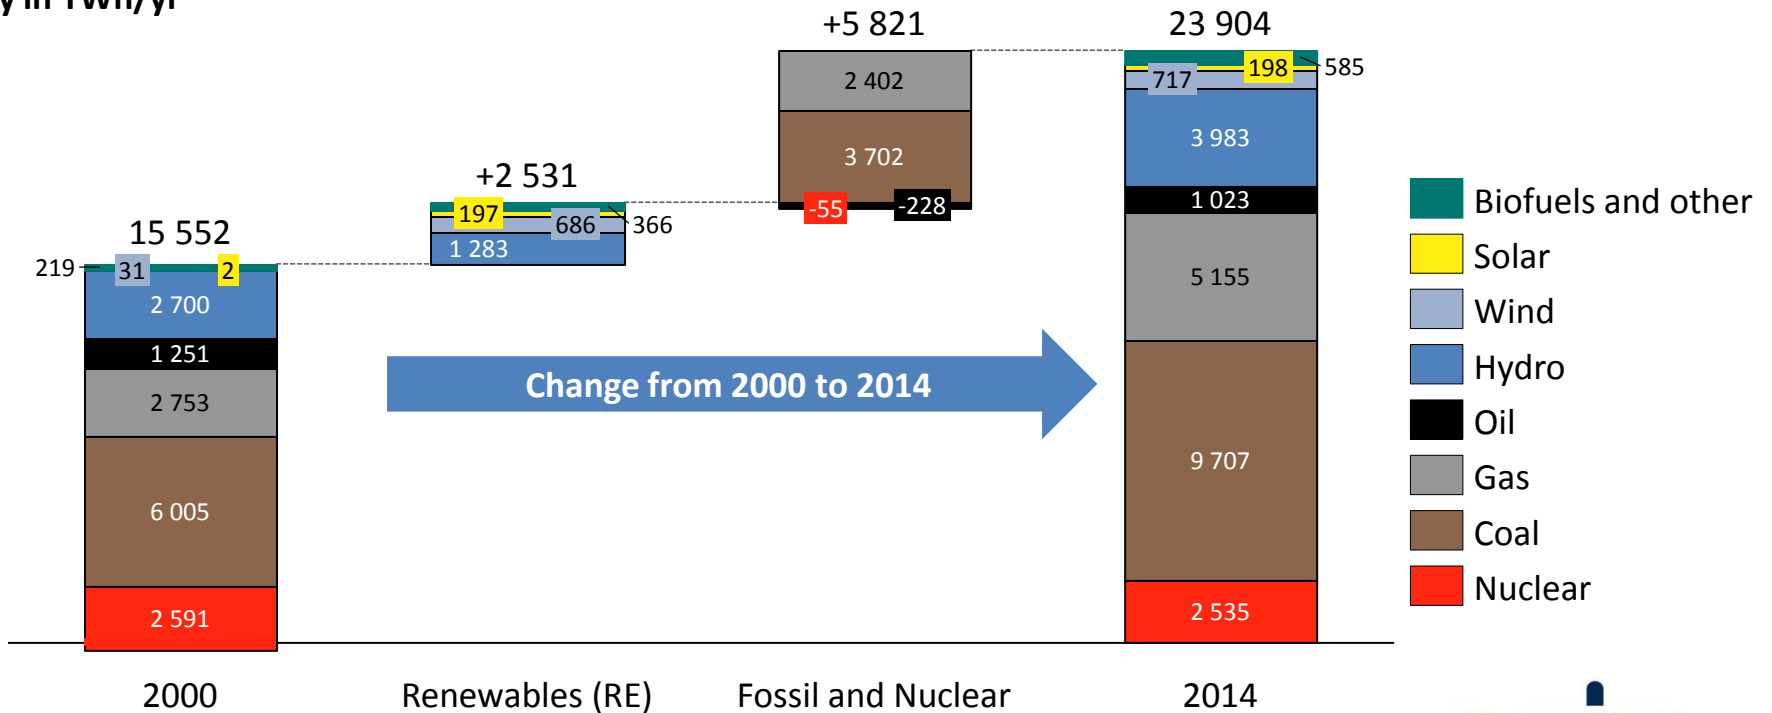 y in TWh/yr
+5 821
23 904
2 402
198
585
717
3 702
3 983
+2 531
-55
-228
1 023
197
686
366
1 283
15 552
219
31
2
2 700
1 251
2 753
6 005
2 591
5 155
9 707
2 535
Change from 2000 to 2014
Biofuels and other
Solar
Wind
Hydro
Oil
Gas
Coal
Nuclear
2000
Renewables (RE)
Fossil and Nuclear
2014